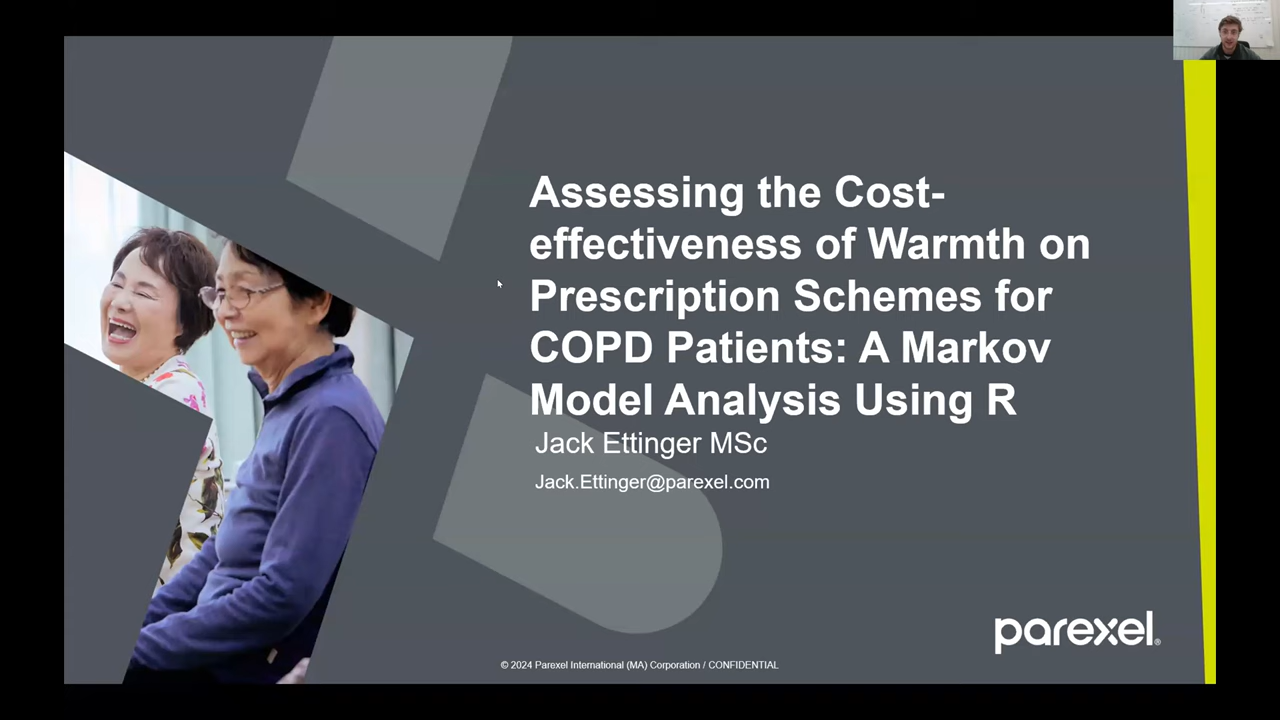 Assessing the Cost-
effectiveness of Warmth on
Prescription Schemes for
COPD Patients: A Markov
Model Analysis Using R
Jack Ettinger MSc
Jack.Ettinger@parexel.com
parexel®
© 2024 Parexel International (MA) Corporation / CONFIDENTIAL